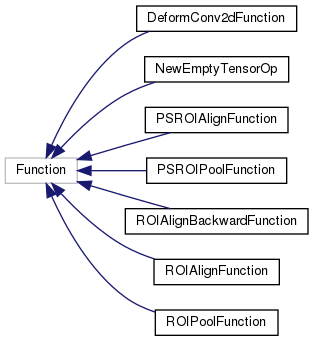 DeformConv2dFunction
NewEmptyTensorOp
PSROIAlignFunction
Function
PSROIPoolFunction
ROIAlignBackwardFunction
ROIAlignFunction
ROIPoolFunction